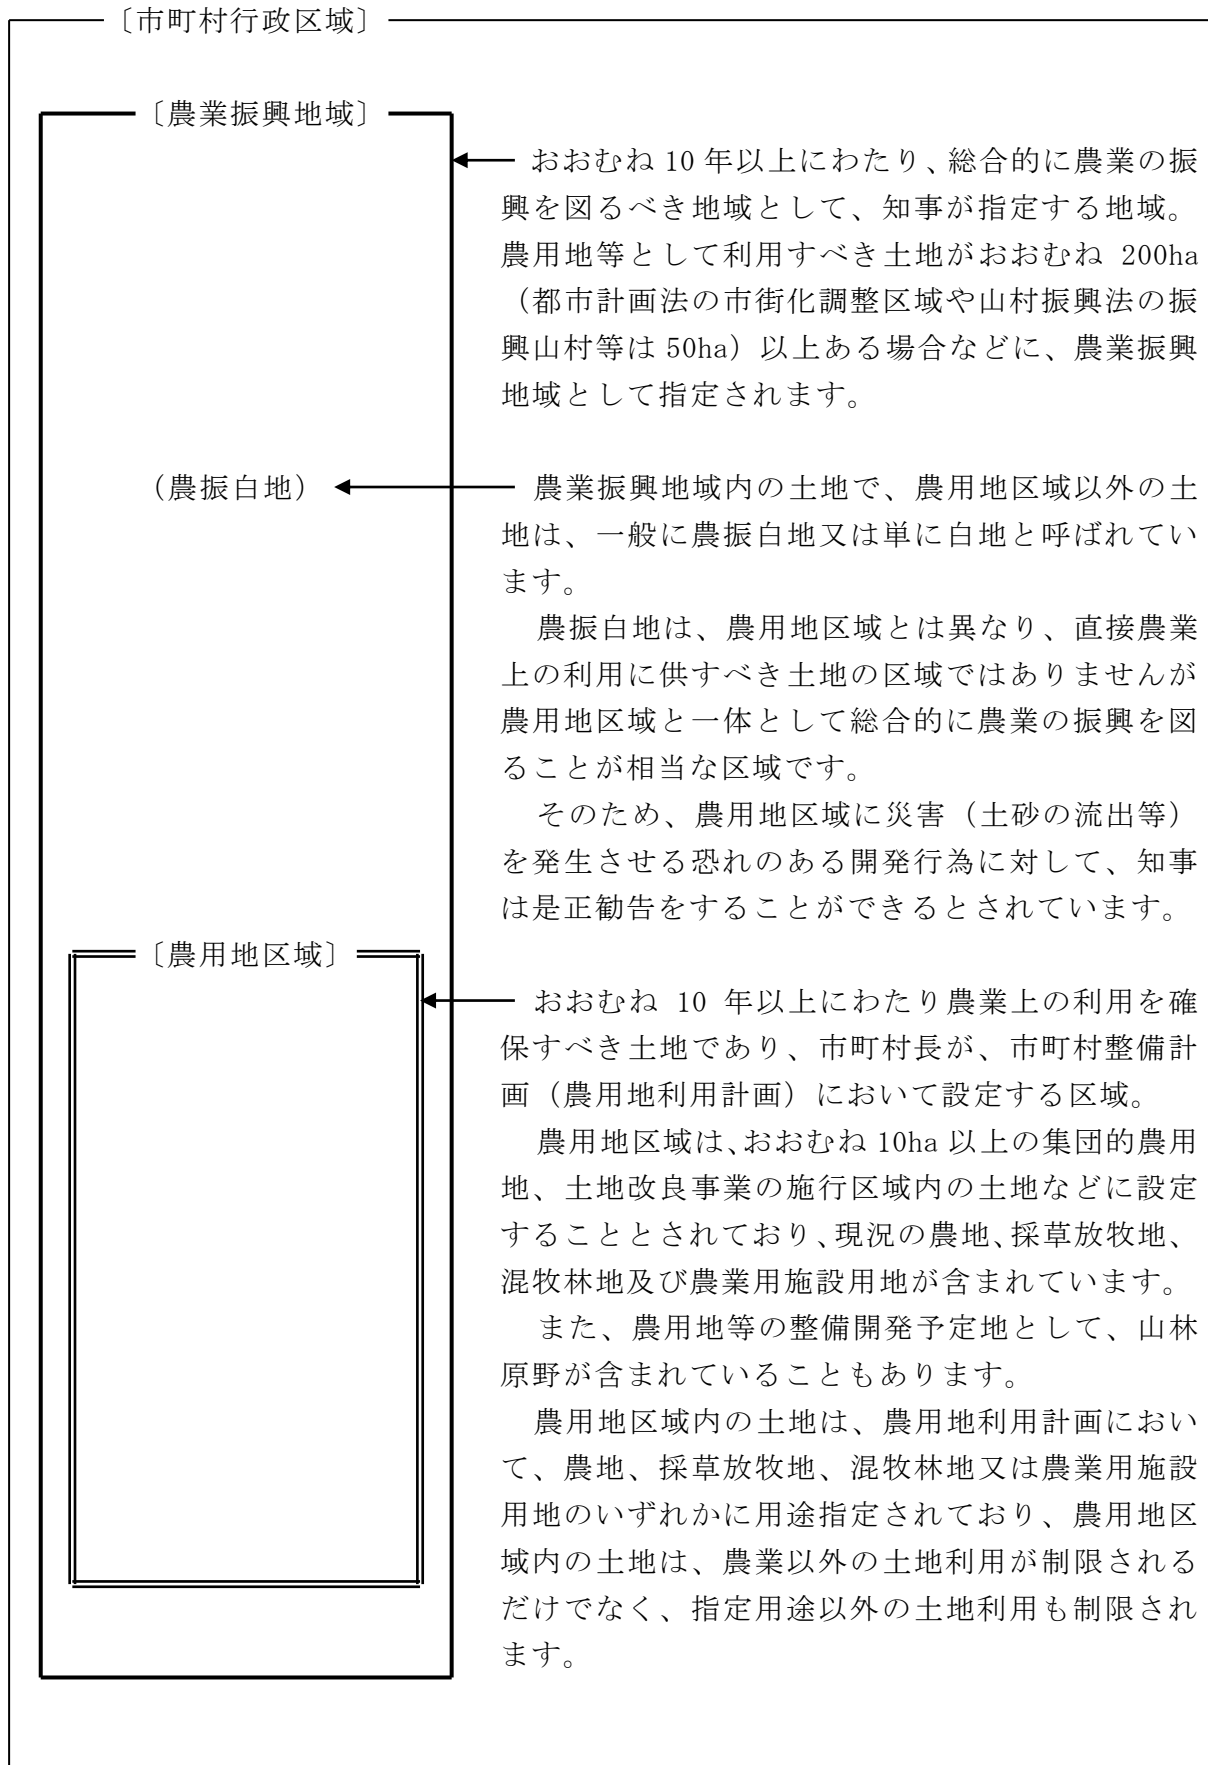 〔市町村行政区域〕
〔農業振興地域〕
おおむね 10 年以上にわたり、総合的に農業の振
興を図るべき地域として、知事が指定する地域。
農用地等として利用すべき土地がおおむね 200ha
（都市計画法の市街化調整区域や山村振興法の振
興山村等は 50ha）以上ある場合などに、農業振興
地域として指定されます。
（農振白地）
農業振興地域内の土地で、農用地区域以外の土
地は、一般に農振白地又は単に白地と呼ばれてい
ます。
農振白地は、農用地区域とは異なり、直接農業
上の利用に供すべき土地の区域ではありませんが
農用地区域と一体として総合的に農業の振興を図
ることが相当な区域です。
そのため、農用地区域に災害（土砂の流出等）
を発生させる恐れのある開発行為に対して、知事
は是正勧告をすることができるとされています。
〔農用地区域〕
おおむね 10 年以上にわたり農業上の利用を確
保すべき土地であり、市町村長が、市町村整備計
画（農用地利用計画）において設定する区域。
農用地区域は、おおむね 10ha 以上の集団的農用
地、土地改良事業の施行区域内の土地などに設定
することとされており、現況の農地、採草放牧地、
混牧林地及び農業用施設用地が含まれています。
また、農用地等の整備開発予定地として、山林
原野が含まれていることもあります。
農用地区域内の土地は、農用地利用計画におい
て、農地、採草放牧地、混牧林地又は農業用施設
用地のいずれかに用途指定されており、農用地区
域内の土地は、農業以外の土地利用が制限される
だけでなく、指定用途以外の土地利用も制限され
ます。